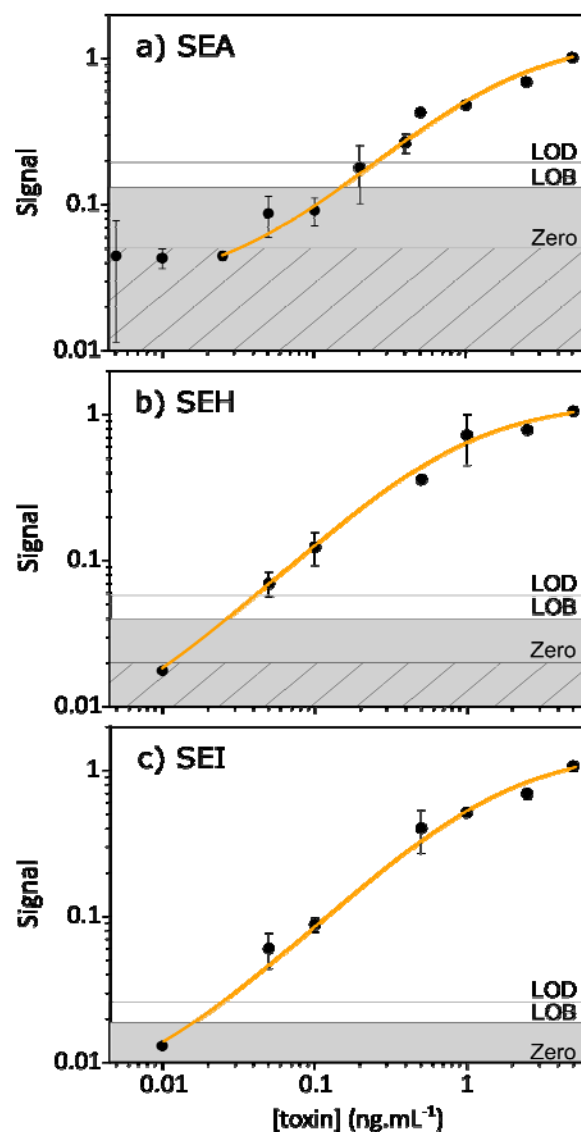 a) SEA
1
LOD
LOB
0.1
Zero
0.01
Signal
b) SEH
1
0.1
LOD
LOB
Zero
0.01
Signal
c) SEI
1
0.1
LOD
LOB
Zero
0.01
Signal
0.01 0.1 1
[toxin] (ng.mL⁻¹)